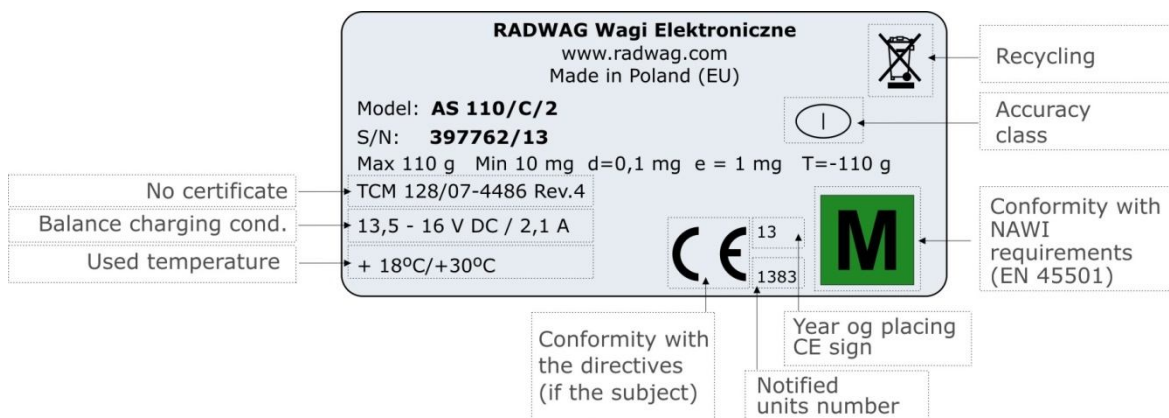 RADWAG Wagi Elektroniczne
www.radwag.com
Made in Poland (EU)
Model: AS 110/C/2
S/N: 397762/13
Max 110 g Min 10 mg d=0,1 mg e = 1 mg T=-110 g
TCM 128/07-4486 Rev.4
13,5 - 16 V DC / 2,1 A
+ 18ºC/+30ºC
I
CE
13
1383
M
No certificate
Balance charging cond.
Used temperature
Recycling
Accuracy
class
Conformity with
NAWI
requirements
(EN 45501)
Conformity with
the directives
(if the subject)
Year og placing
CE sign
Notified
units number